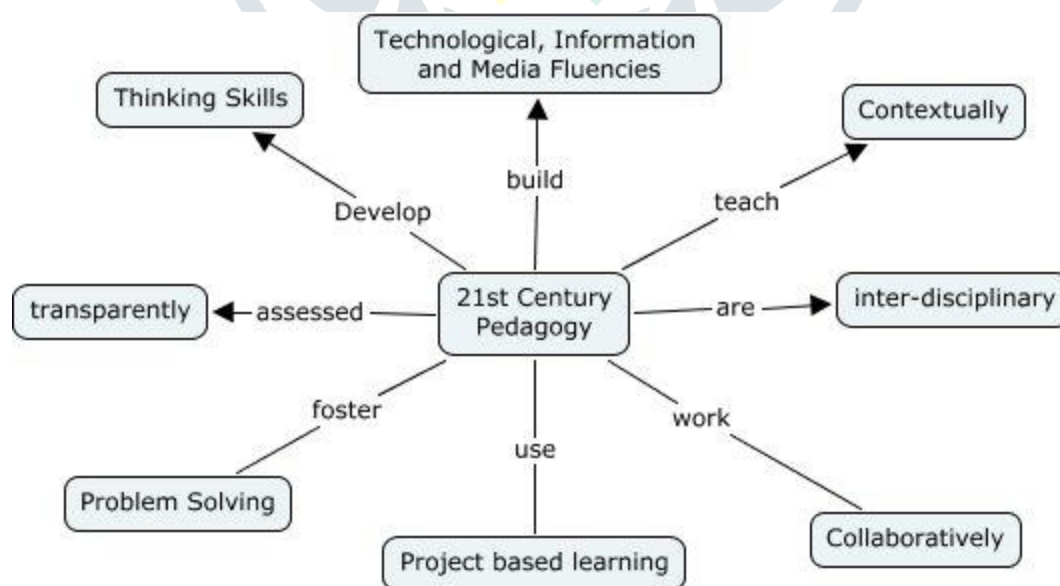 Technological, Information
and Media Fluencies
Thinking Skills
Contextually
build
teach
Develop
21st Century
Pedagogy
transparently
assessed
are
inter-disciplinary
foster
work
use
Problem Solving
Collaboratively
Project based learning